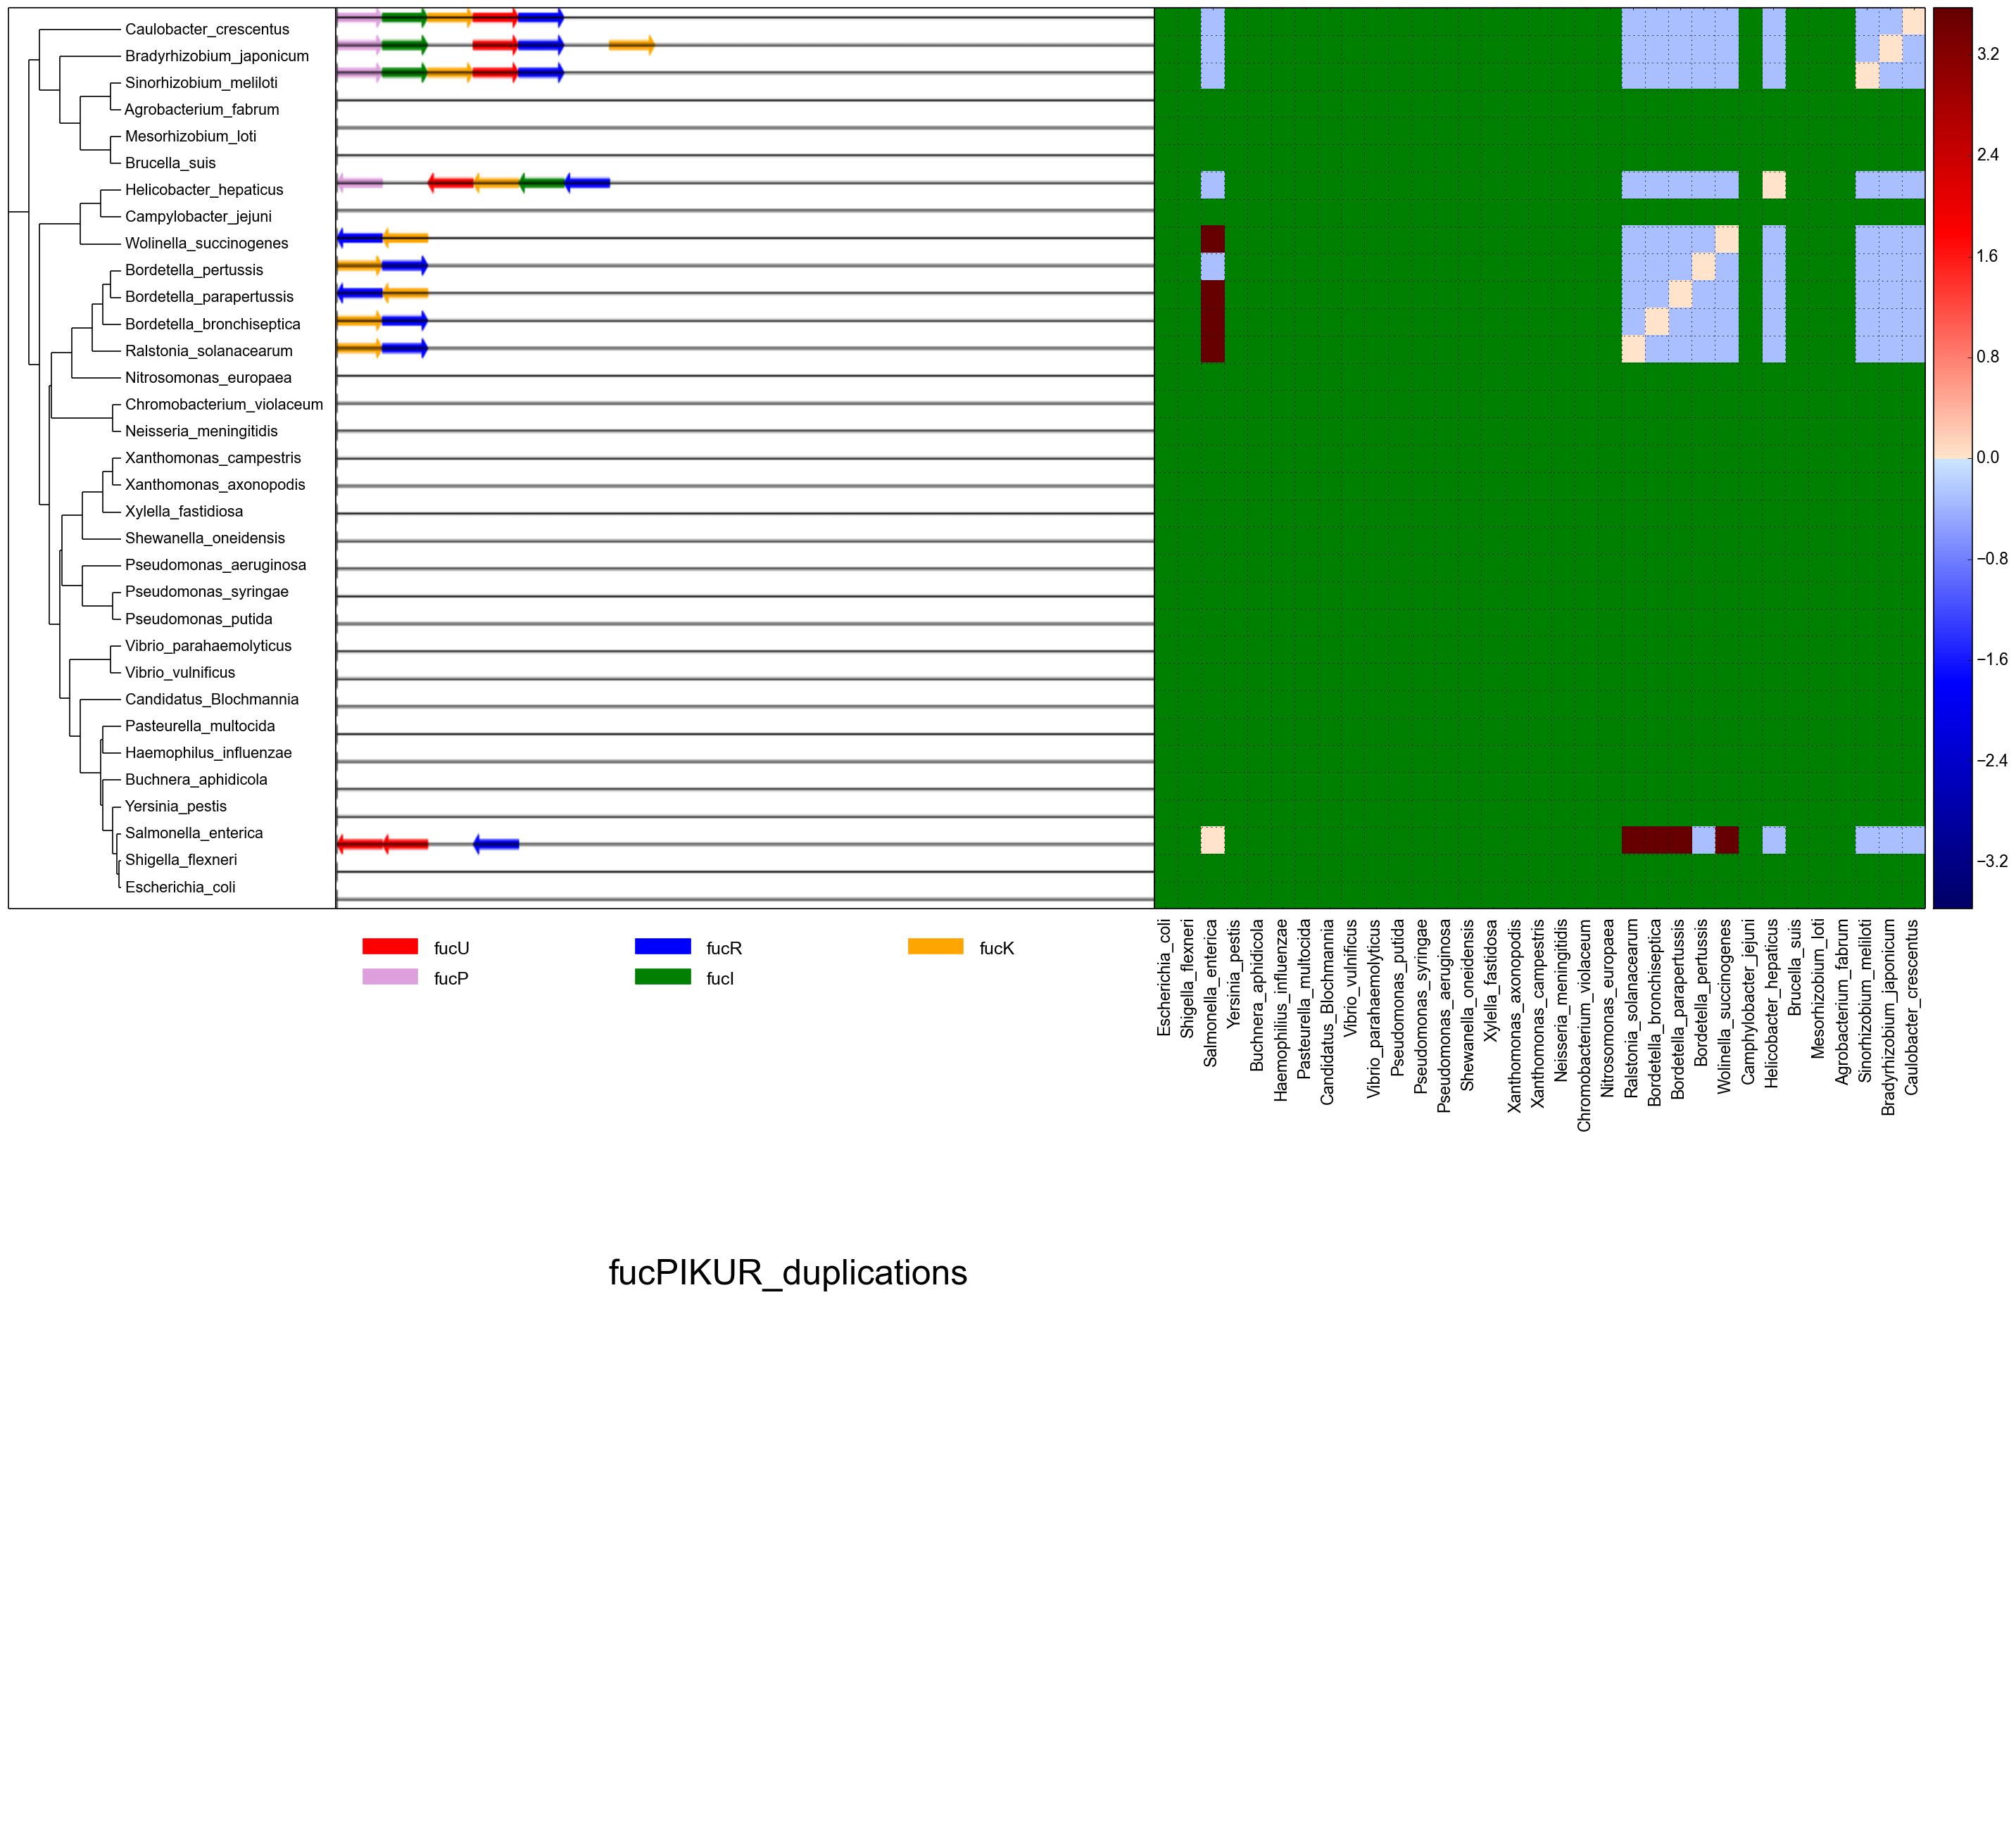 Caulobacter_crescentus
Bradyrhizobium_japonicum
Sinorhizobium_meliloti
Agrobacterium_fabrum
Mesorhizobium_loti
Brucella_suis
Helicobacter_hepaticus
Campylobacter_jejuni
Wolinella_succinogenes
Bordetella_pertussis
Bordetella_parapertussis
Bordetella_bronchiseptica
Ralstonia_solanacearum
Nitrosomonas_europaea
Chromobacterium_violaceum
Neisseria_meningitidis
Xanthomonas_campestris
Xanthomonas_axonopodis
Xylella_fastidiosa
Shewanella_oneidensis
Pseudomonas_aeruginosa
Pseudomonas_syringae
Pseudomonas_putida
Vibrio_parahaemolyticus
Vibrio_vulnificus
Candidatus_Blochmannia
Pasteurella_multocida
Haemophilus_influenzae
Buchnera_aphidicola
Yersinia_pestis
Salmonella_enterica
Shigella_flexneri
Escherichia_coli
3.2
2.4
1.6
0.8
0.0
−0.8
−1.6
−2.4
−3.2
fucU fucR fucK
fucP fucI
Escherichia_coli
Shigella_flexneri
Salmonella_enterica
Yersinia_pestis
Buchnera_aphidicola
Haemophilus_influenzae
Pasteurella_multocida
Candidatus_Blochmannia
Vibrio_vulnificus
Vibrio_parahaemolyticus
Pseudomonas_putida
Pseudomonas_syringae
Pseudomonas_aeruginosa
Shewanella_oneidensis
Xylella_fastidiosa
Xanthomonas_axonopodis
Xanthomonas_campestris
Neisseria_meningitidis
Chromobacterium_violaceum
Nitrosomonas_europaea
Ralstonia_solanacearum
Bordetella_bronchiseptica
Bordetella_parapertussis
Bordetella_pertussis
Wolinella_succinogenes
Camphylobacter_jejuni
Helicobacter_hepaticus
Brucella_suis
Mesorhizobium_loti
Agrobacterium_fabrum
Sinorhizobium_meliloti
Bradyrhizobium_japonicum
Caulobacter_crescentus
fucPIKUR_duplications